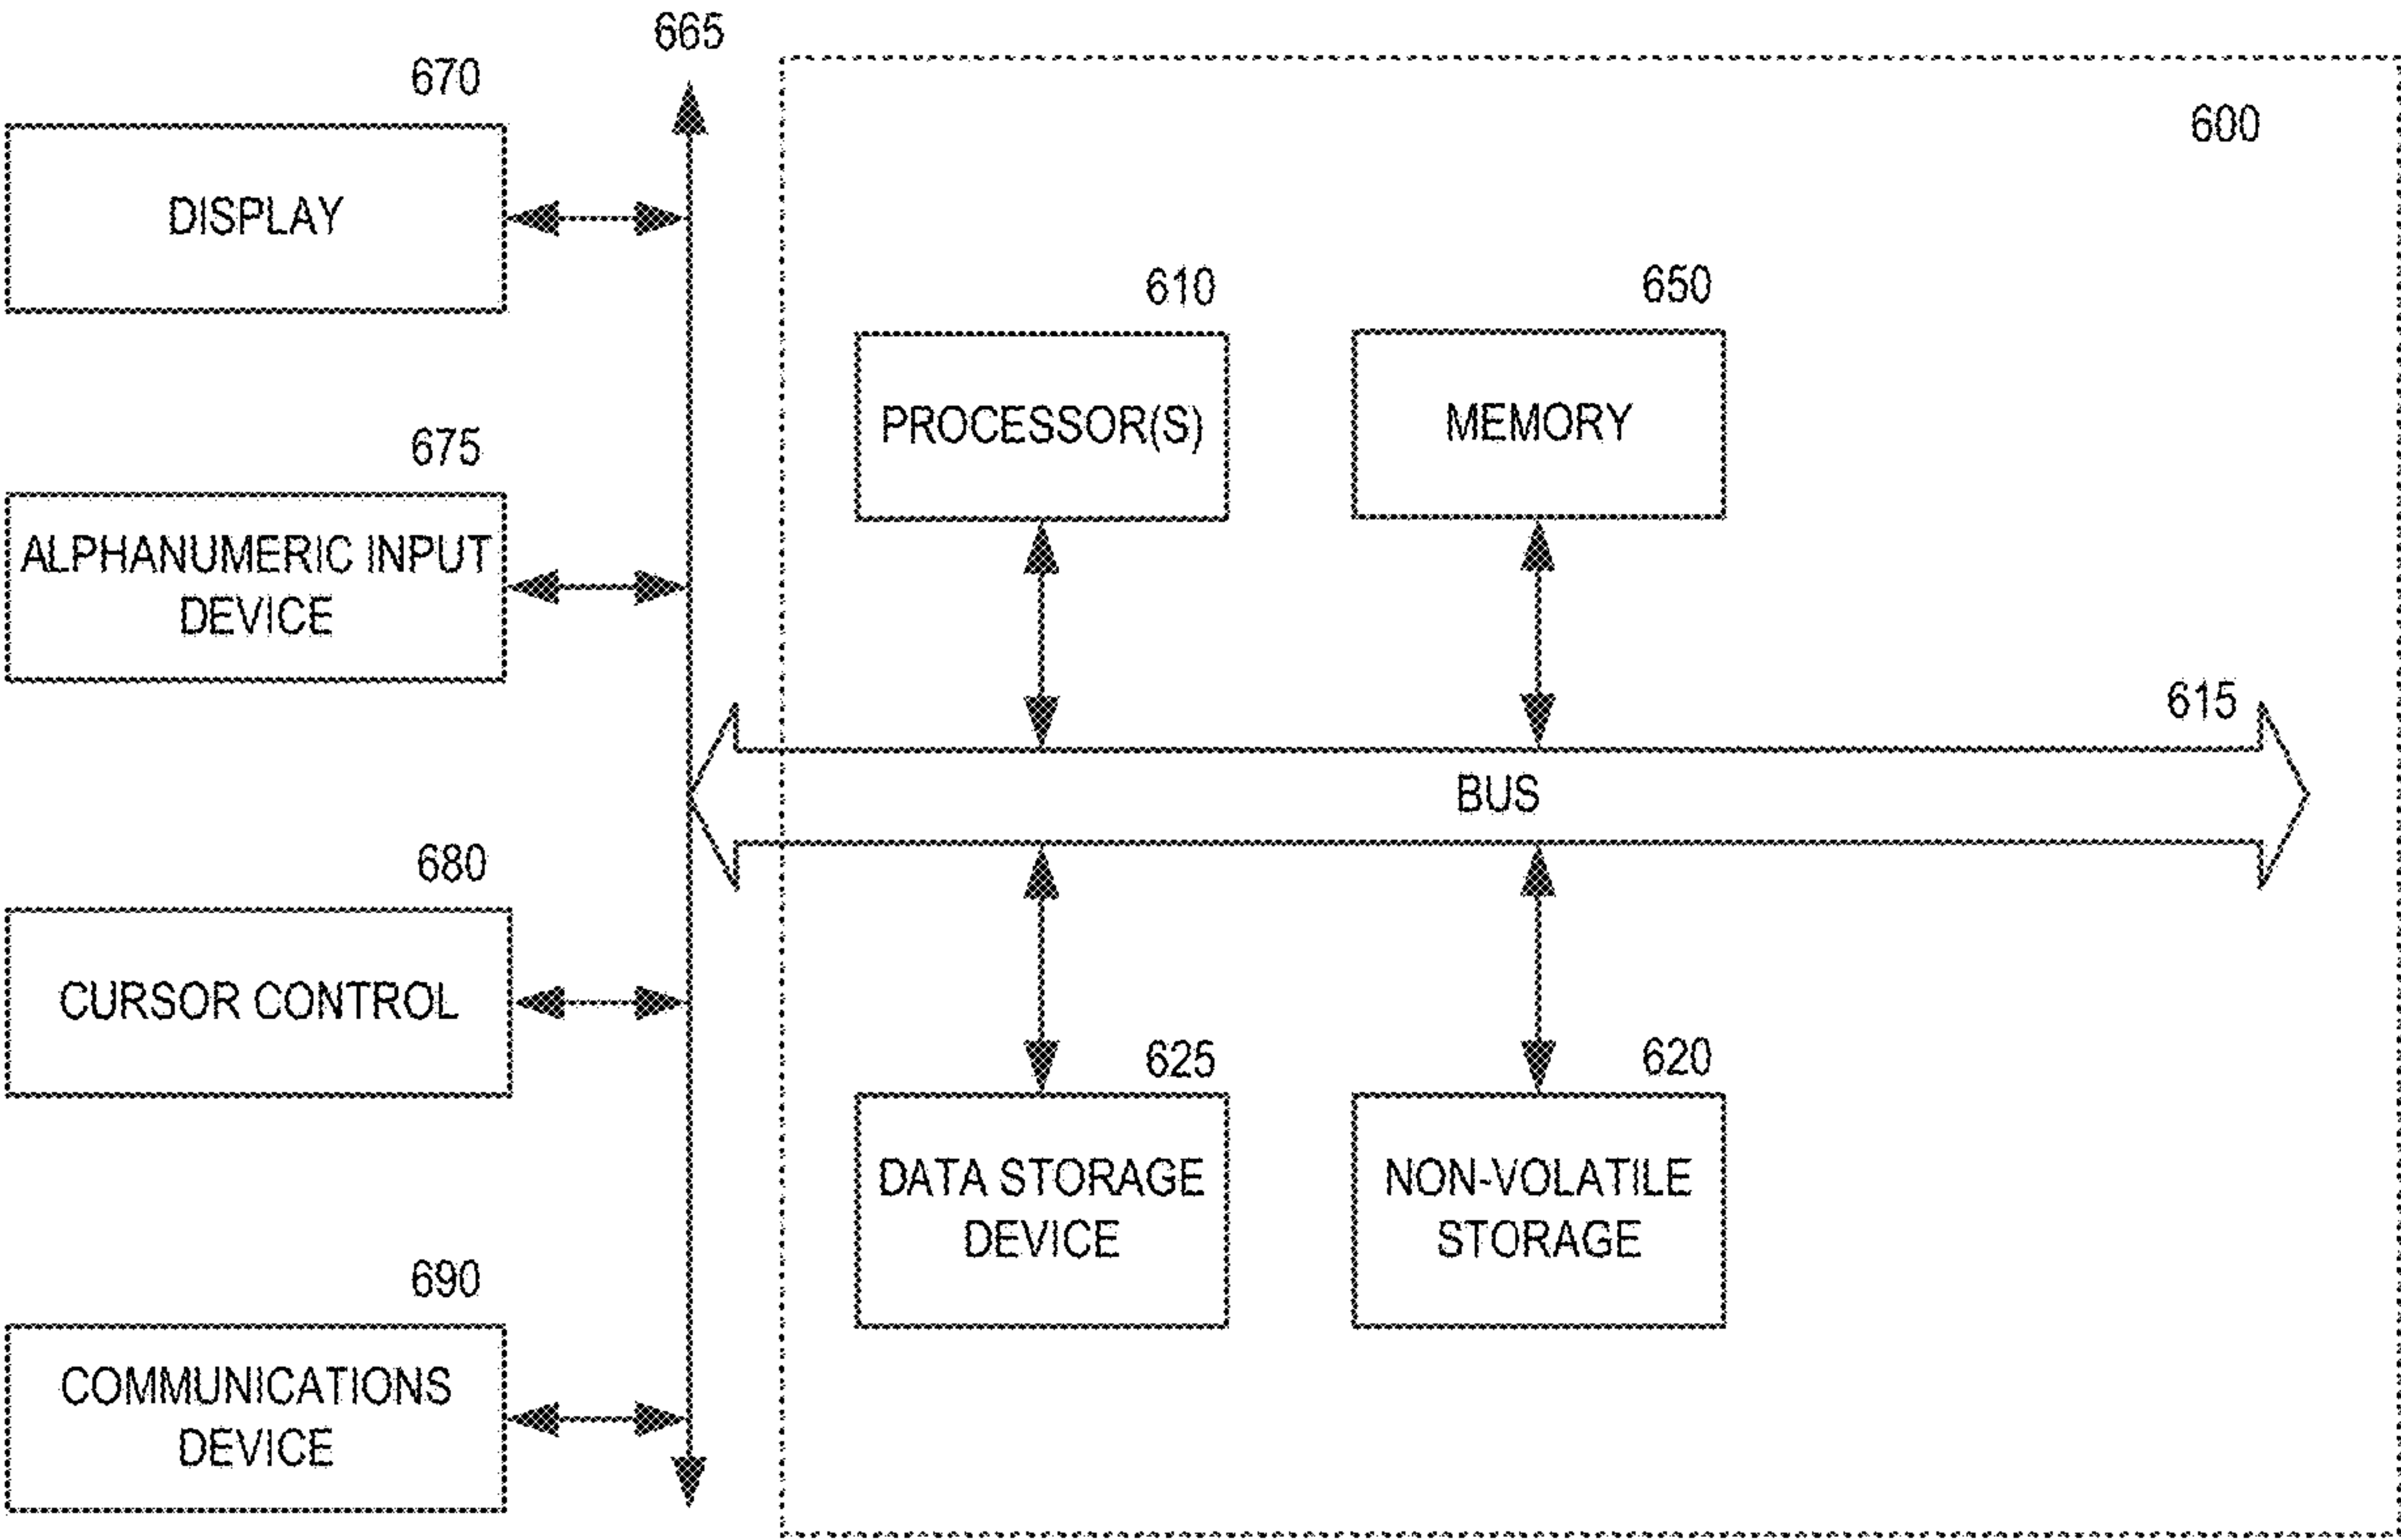 665
670
600
DISPLAY
610
650
PROCESSOR(S)
MEMORY
675
ALPHANUMERIC INPUT
DEVICE
615
BUS
680
CURSOR CONTROL
625
620
DATA STORAGE
DEVICE
NON-VOLATILE
STORAGE
690
COMMUNICATIONS
DEVICE